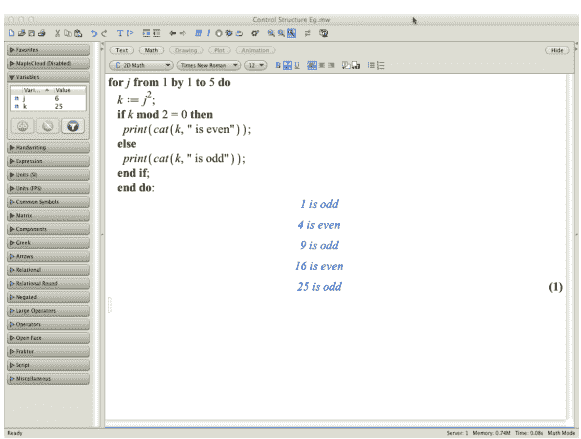 Control Structure Eg.mw
Favorites
MapleCloud (Disabled)
Variables
Vari... Value
n j 6
n k 25
Handwriting
Expression
Units (SI)
Units (FPS)
Common Symbols
Matrix
Components
Greek
Arrows
Relational
Relational Round
Negated
Large Operators
Operators
Open Face
Fraktur
Script
Miscellaneous
Text Math Drawing Plot Animation Hide
C 2D Math Times New Roman 12 B I U
for j from 1 by 1 to 5 do
k := j²;
if k mod 2 = 0 then
print(cat(k, " is even"));
else
print(cat(k, " is odd"));
end if;
end do:
1 is odd
4 is even
9 is odd
16 is even
25 is odd (1)
Ready Server: 1 Memory: 0.74M Time: 0.08s Math Mode